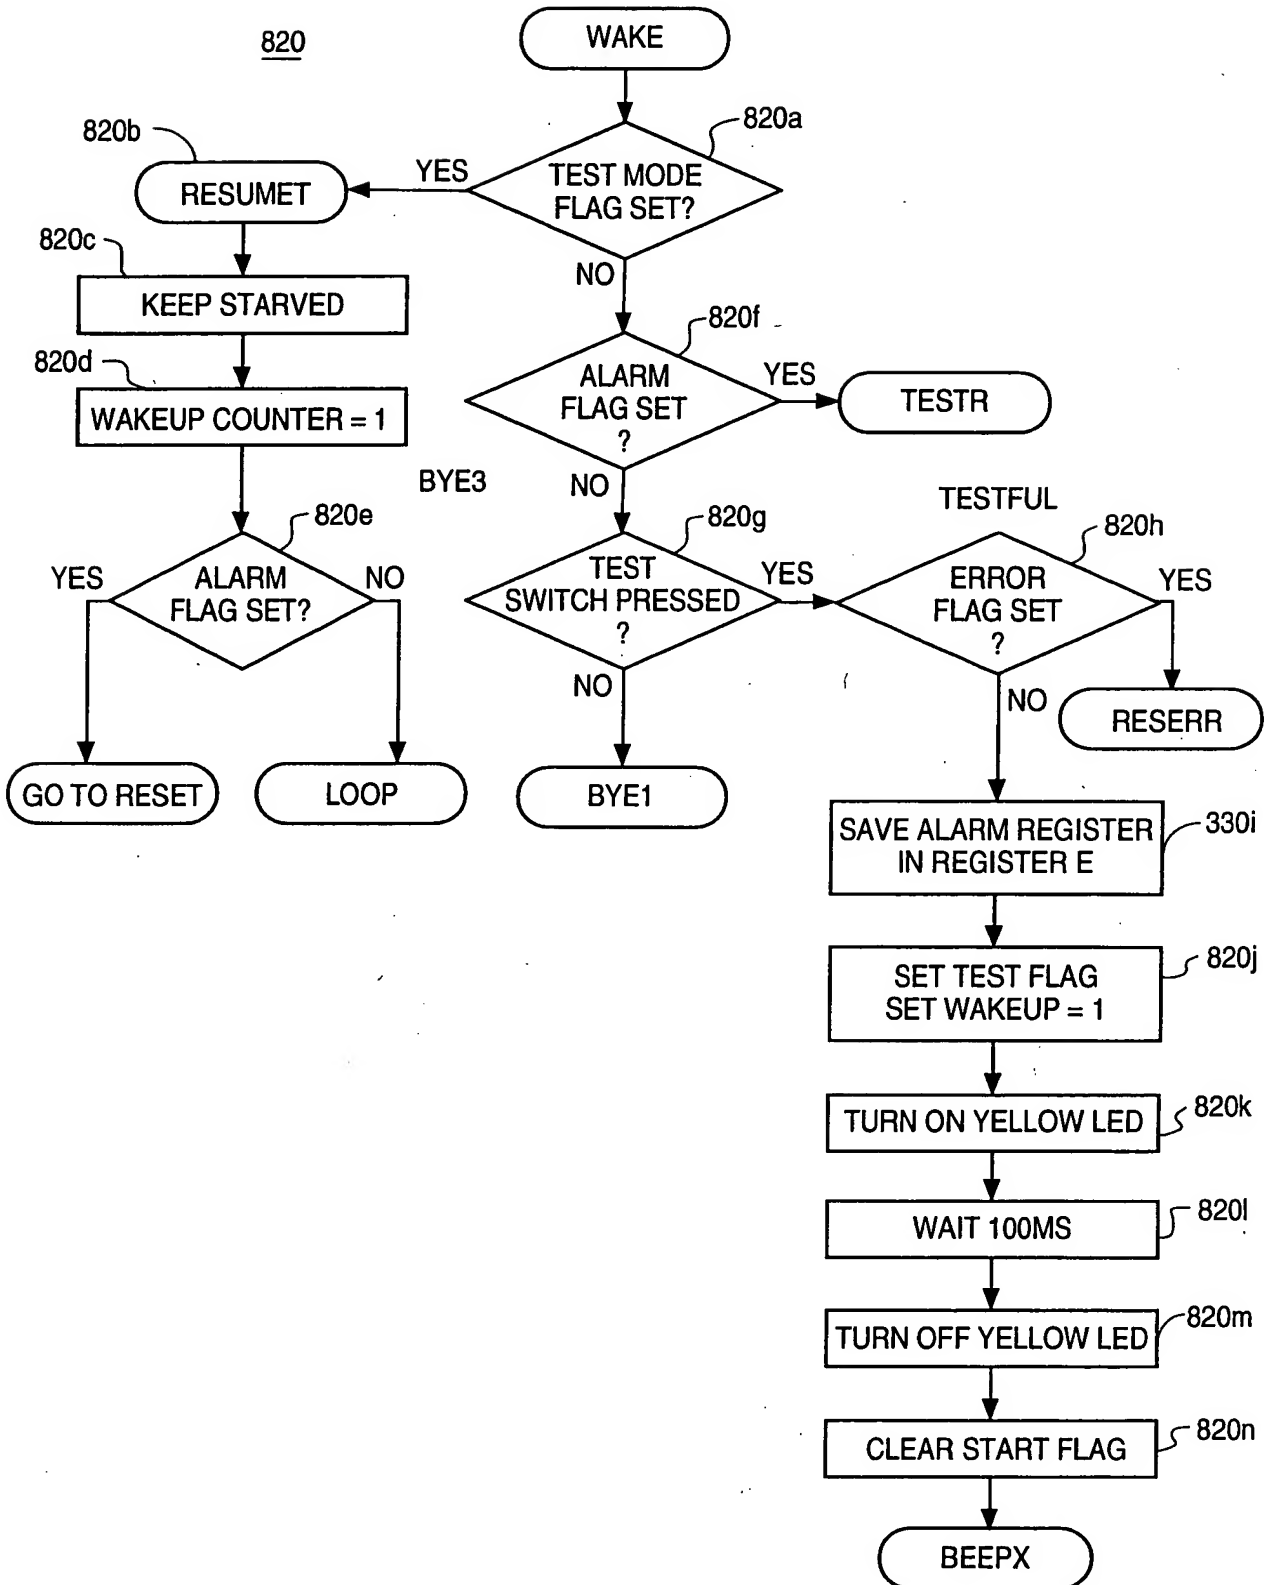 820
WAKE
820a
820b
YES
TEST MODE
FLAG SET?
RESUMET
820c
NO
KEEP STARVED
820f
820d
ALARM
FLAG SET
?
YES
TESTR
WAKEUP COUNTER = 1
BYE3
NO
TESTFUL
820e
820g
820h
YES
ALARM
FLAG SET?
NO
TEST
SWITCH PRESSED
?
YES
ERROR
FLAG SET
?
YES
NO
NO
RESERR
GO TO RESET
LOOP
BYE1
SAVE ALARM REGISTER
IN REGISTER E
330i
SET TEST FLAG
SET WAKEUP = 1
820j
TURN ON YELLOW LED
820k
WAIT 100MS
820l
TURN OFF YELLOW LED
820m
CLEAR START FLAG
820n
BEEPX